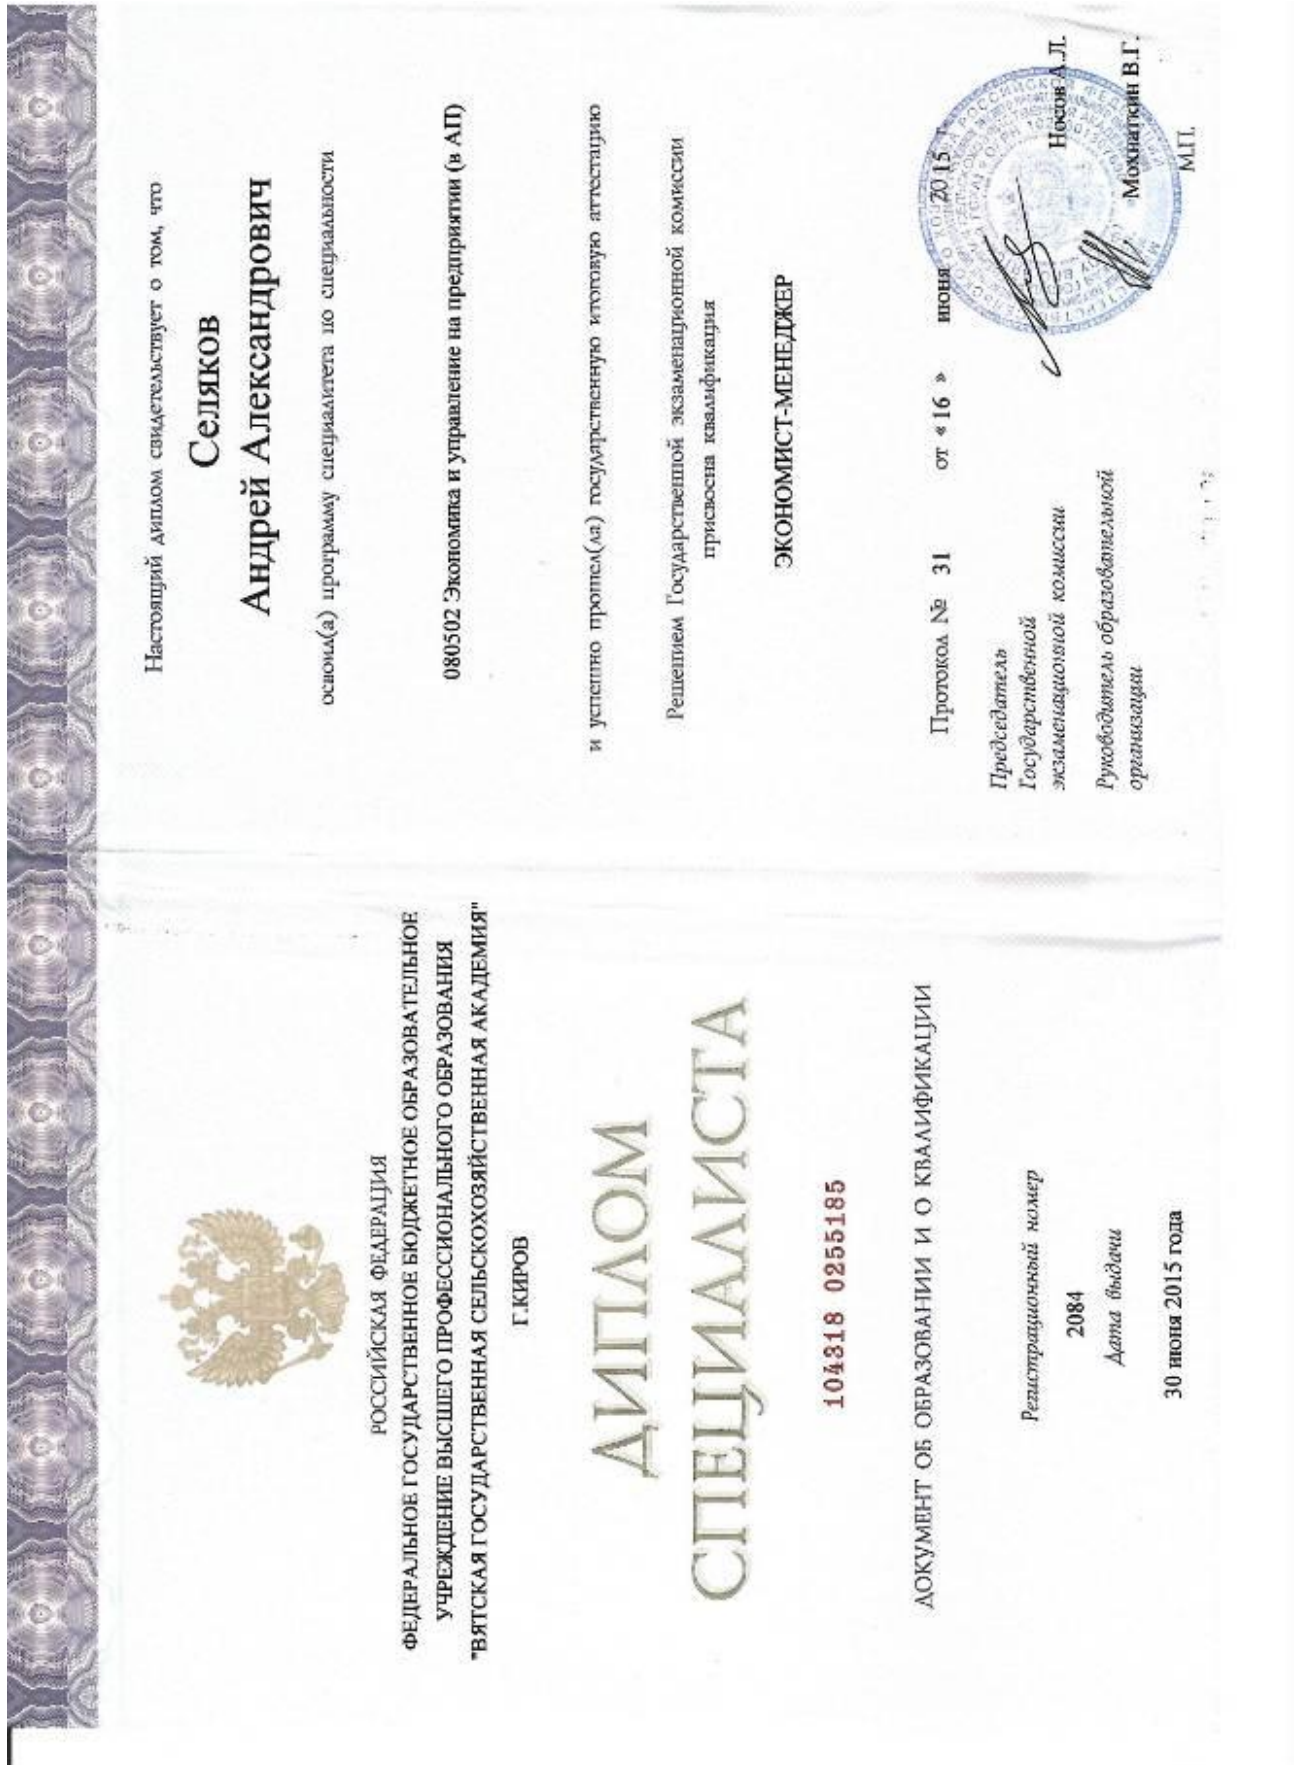 РОССИЙСКАЯ ФЕДЕРАЦИЯ
ФЕДЕРАЛЬНОЕ ГОСУДАРСТВЕННОЕ БЮДЖЕТНОЕ ОБРАЗОВАТЕЛЬНОЕ
УЧРЕЖДЕНИЕ ВЫСШЕГО ПРОФЕССИОНАЛЬНОГО ОБРАЗОВАНИЯ
"ВЯТСКАЯ ГОСУДАРСТВЕННАЯ СЕЛЬСКОХОЗЯЙСТВЕННАЯ АКАДЕМИЯ"
Г.КИРОВ
ДИПЛОМ
СПЕЦИАЛИСТА
104318 0255185
ДОКУМЕНТ ОБ ОБРАЗОВАНИИ И О КВАЛИФИКАЦИИ
Регистрационный номер
2084
Дата выдачи
30 июня 2015 года
Настоящий диплом свидетельствует о том, что
Селяков
Андрей Александрович
освоил(а) программу специалитета по специальности
080502 Экономика и управление на предприятии (в АП)
и успешно прошел(ла) государственную итоговую аттестацию
Решением Государственной экзаменационной комиссии
присвоена квалификация
ЭКОНОМИСТ-МЕНЕДЖЕР
Протокол № 31 от «16 » июня 2015 г.
Председатель
Государственной
экзаменационной комиссии Носов А.Л.
Руководитель образовательной
организации Мохнаткин В.Г.
М.П.